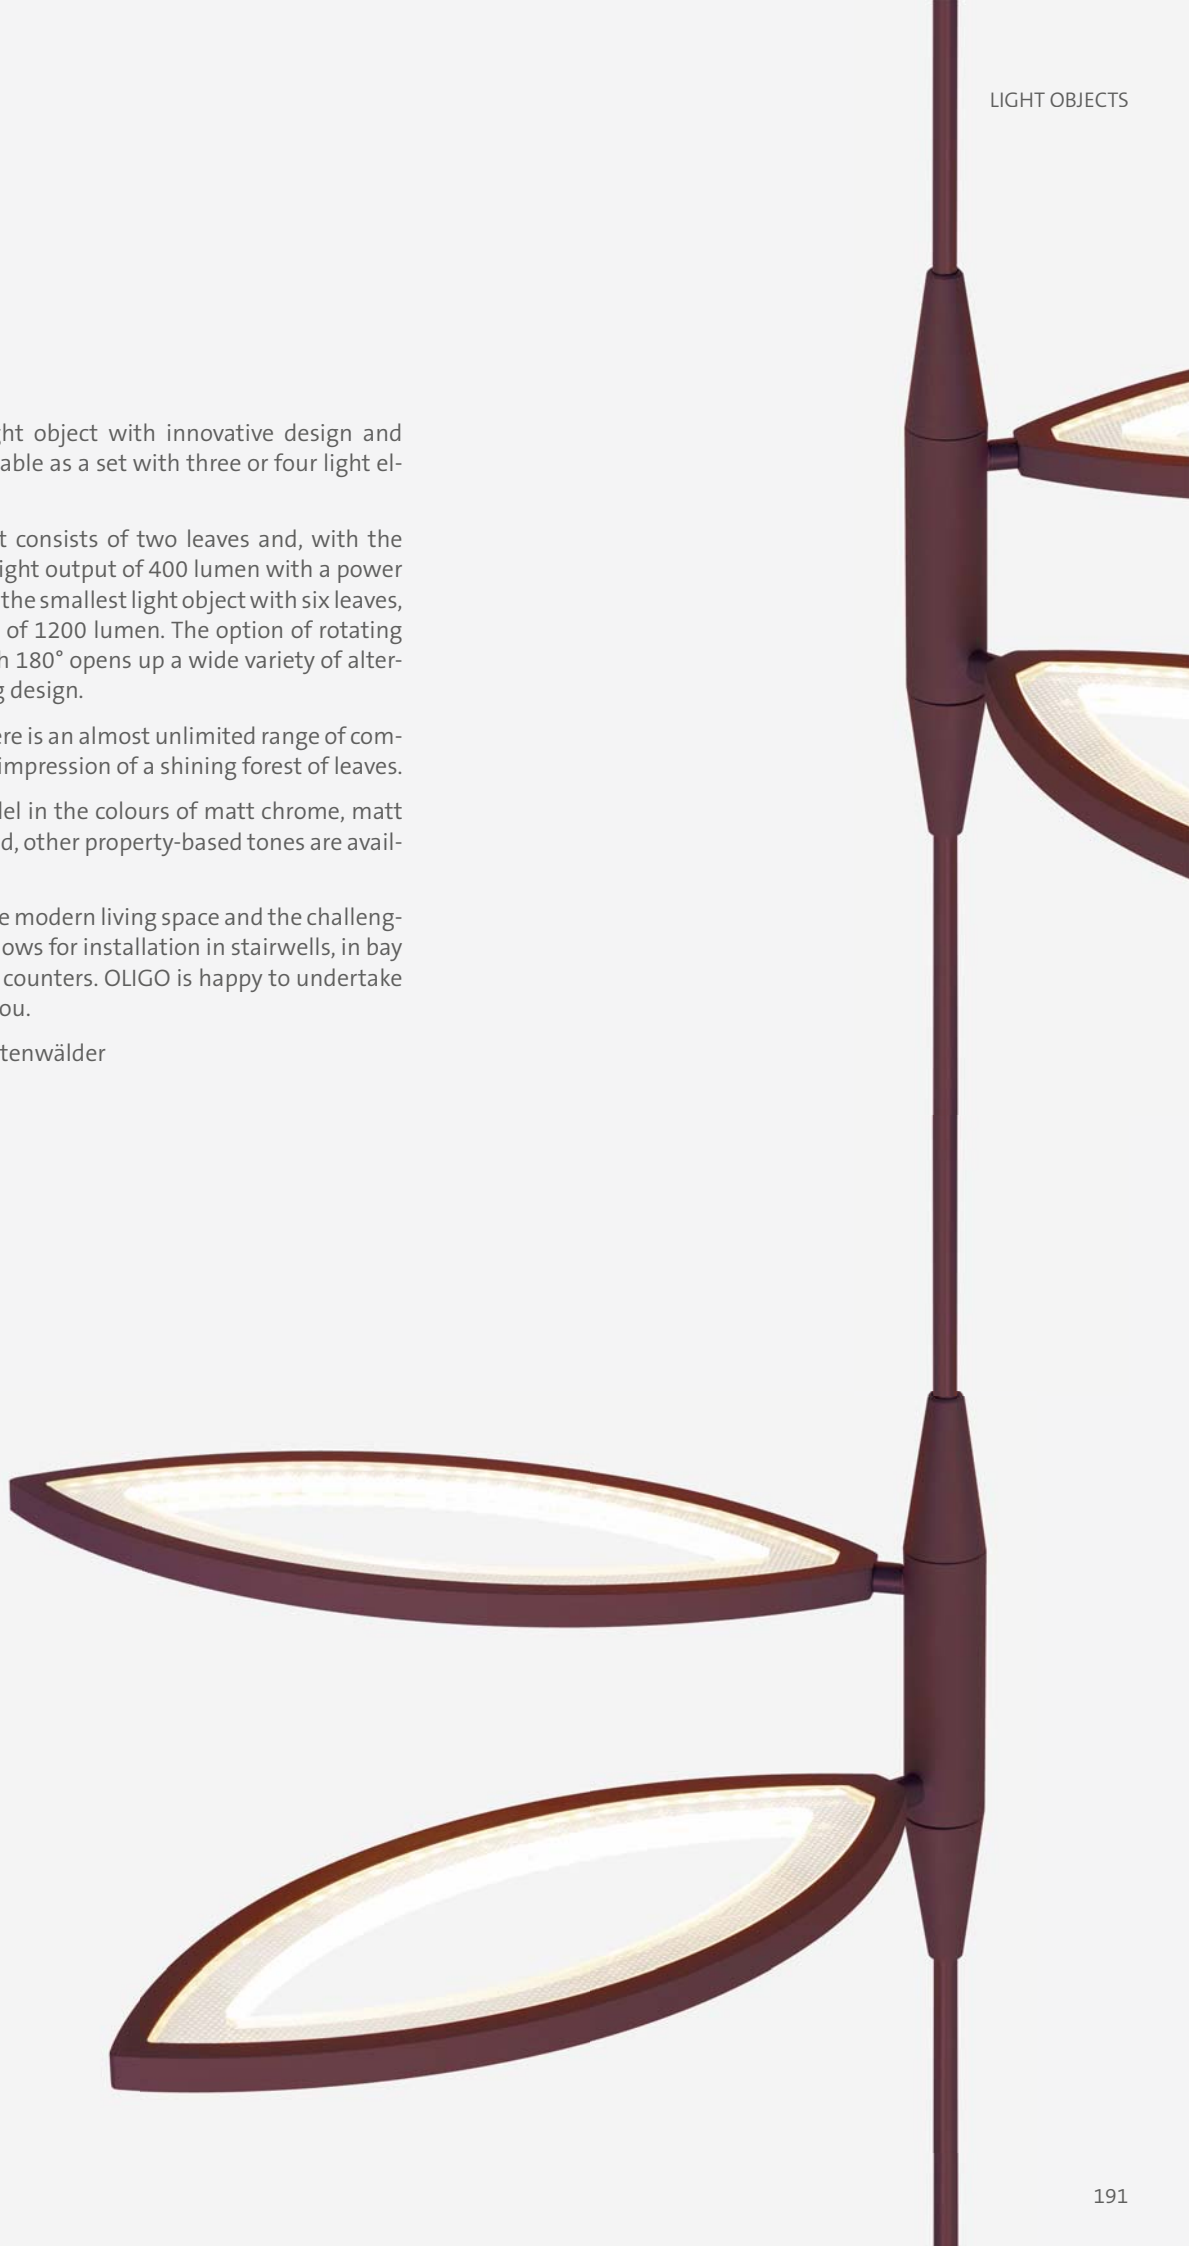 LIGHT OBJECTS
ght object with innovative design and
able as a set with three or four light el-
t consists of two leaves and, with the
ight output of 400 lumen with a power
the smallest light object with six leaves,
of 1200 lumen. The option of rotating
h 180° opens up a wide variety of alter-
g design.
ere is an almost unlimited range of com-
impression of a shining forest of leaves.
el in the colours of matt chrome, matt
d, other property-based tones are avail-
e modern living space and the challeng-
ows for installation in stairwells, in bay
counters. OLIGO is happy to undertake
ou.
tenwälder
191